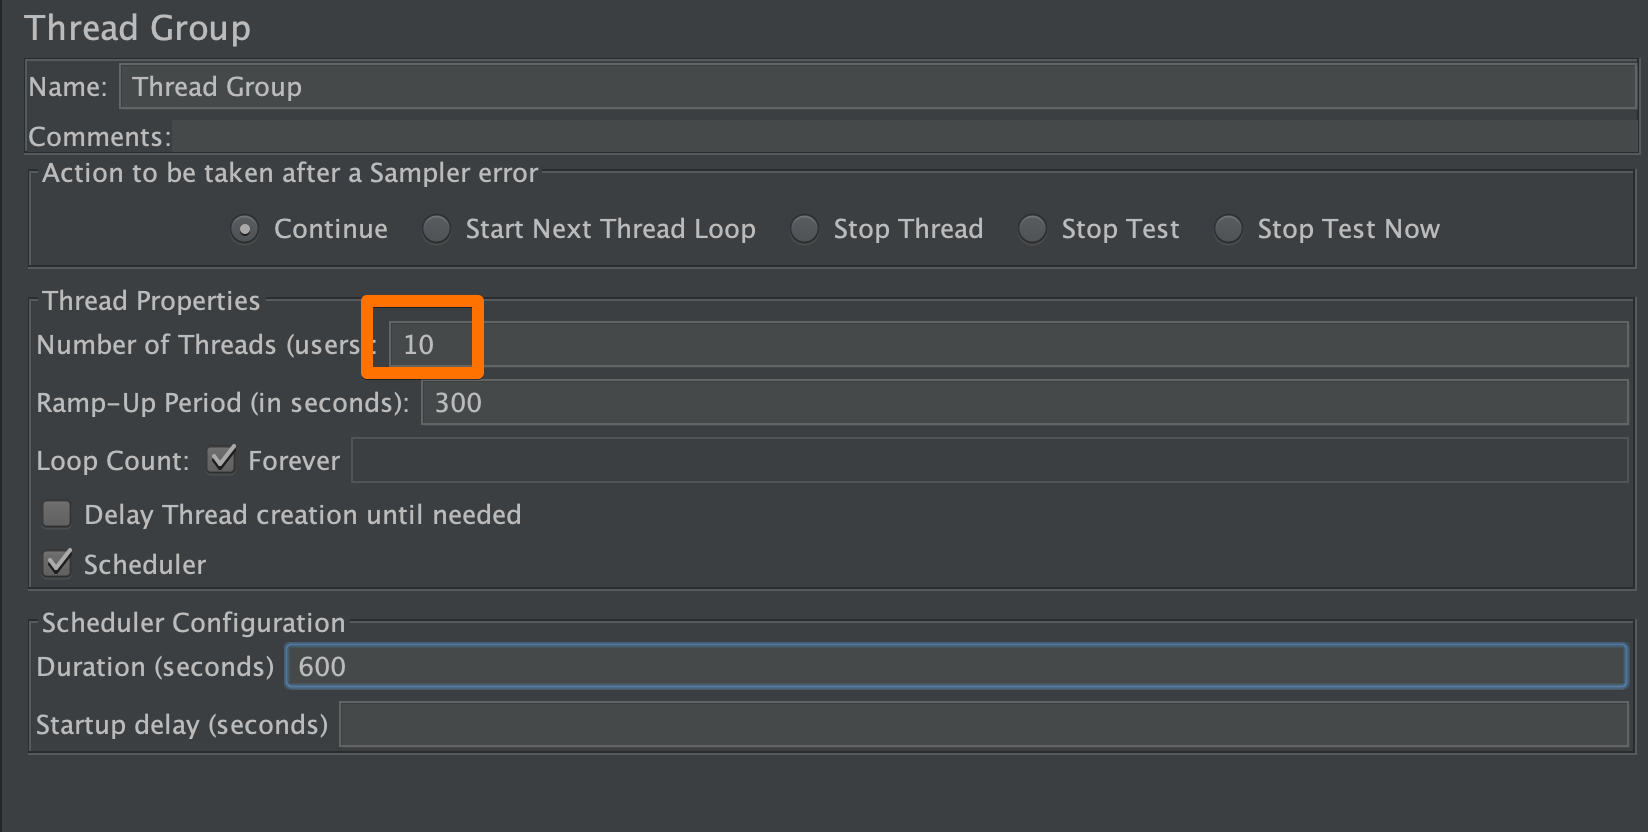 Thread Group
Name: Thread Group
Comments:
Action to be taken after a Sampler error
Continue Start Next Thread Loop Stop Thread Stop Test Stop Test Now
Thread Properties
Number of Threads (users: 10
Ramp-Up Period (in seconds): 300
Loop Count: Forever
Delay Thread creation until needed
Scheduler
Scheduler Configuration
Duration (seconds) 600
Startup delay (seconds)